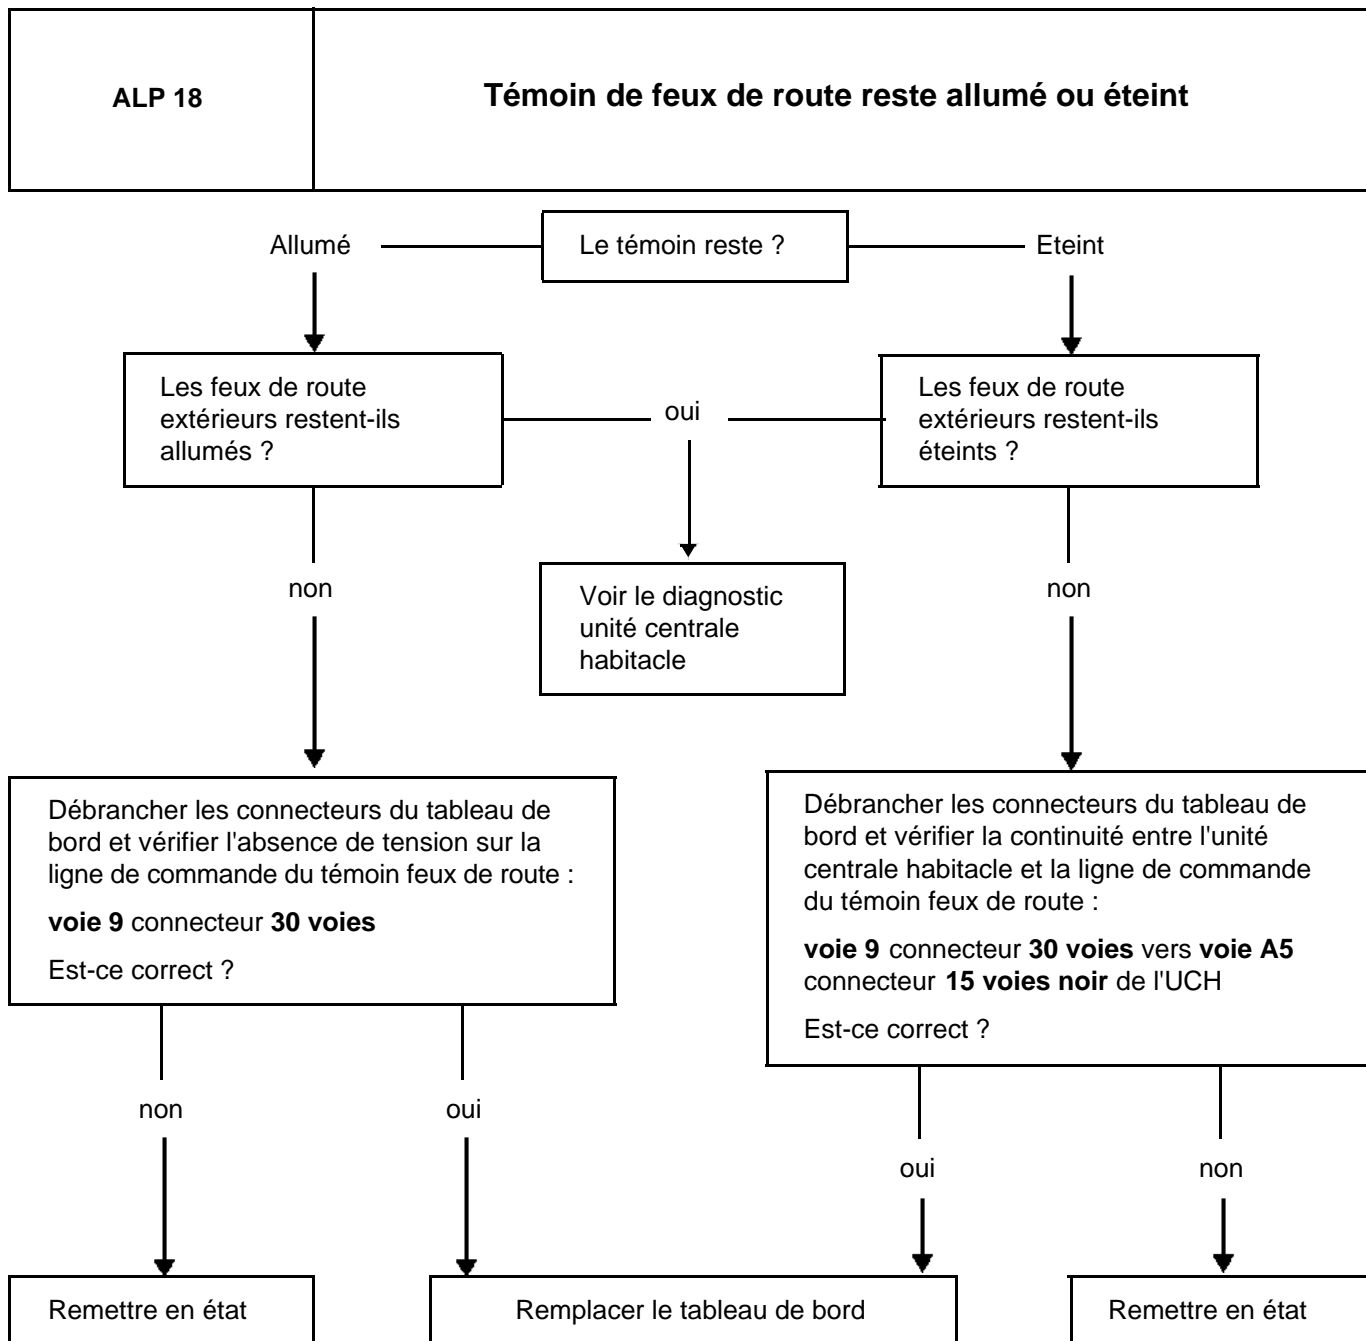 ALP 18
Témoin de feux de route reste allumé ou éteint
Allumé
Le témoin reste ?
Eteint
Les feux de route
extérieurs restent-ils
allumés ?
oui
Les feux de route
extérieurs restent-ils
éteints ?
non
Voir le diagnostic
unité centrale
habitacle
non
Débrancher les connecteurs du tableau de
bord et vérifier l'absence de tension sur la
ligne de commande du témoin feux de route :
voie 9 connecteur 30 voies
Est-ce correct ?
Débrancher les connecteurs du tableau de
bord et vérifier la continuité entre l'unité
centrale habitacle et la ligne de commande
du témoin feux de route :
voie 9 connecteur 30 voies vers voie A5
connecteur 15 voies noir de l'UCH
Est-ce correct ?
non
oui
oui
non
Remettre en état
Remplacer le tableau de bord
Remettre en état